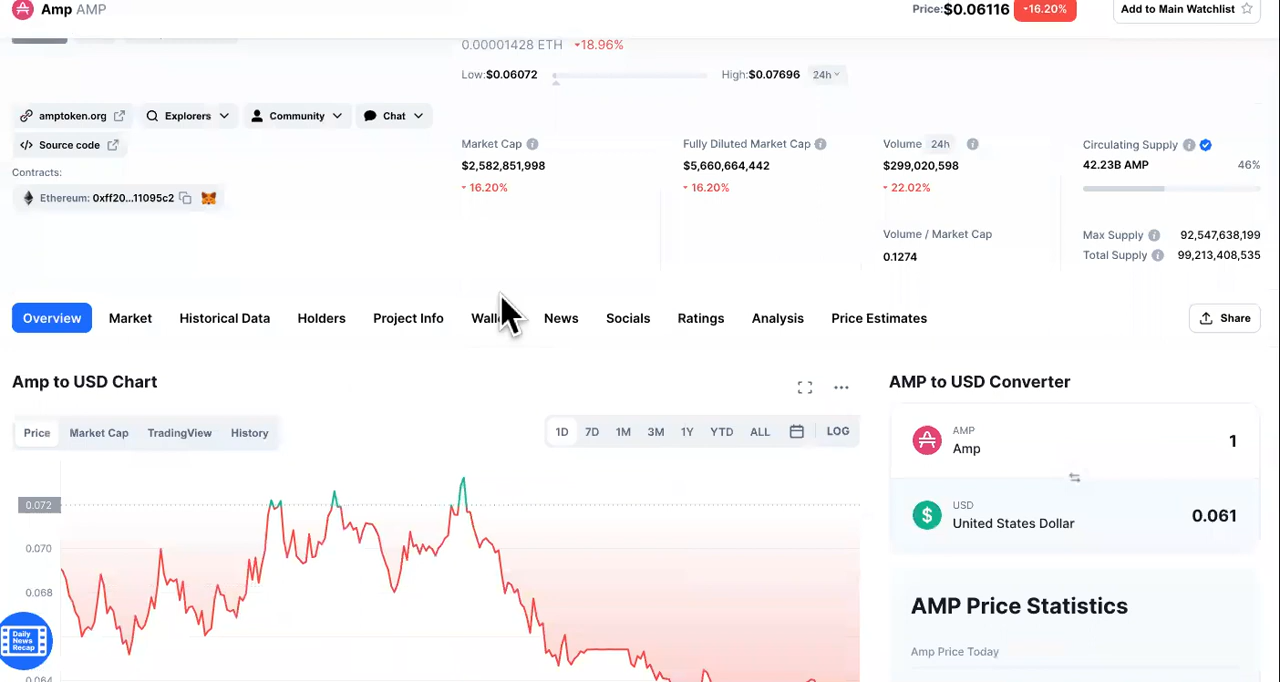 Amp AMP
Price:$0.06116 16.20%
Add to Main Watchlist
0.00001428 ETH 18.96%
Low:$0.06072 High:$0.07696 24h
amptoken.org Explorers Community Chat
Source code
Contracts:
Ethereum: 0xff20...11095c2
Market Cap
$2,582,851,998
16.20%
Fully Diluted Market Cap
$5,660,664,442
16.20%
Volume 24h
$299,020,598
22.02%
Volume / Market Cap
0.1274
Circulating Supply
42.23B AMP 46%
Max Supply 92,547,638,199
Total Supply 99,213,408,535
Overview Market Historical Data Holders Project Info News Socials Ratings Analysis Price Estimates Share
Amp to USD Chart
Price Market Cap TradingView History
1D 7D 1M 3M 1Y YTD ALL LOG
0.072
0.070
0.068
0.064
Daily
News
Recap
AMP to USD Converter
AMP
Amp 1
USD
United States Dollar 0.061
AMP Price Statistics
Amp Price Today